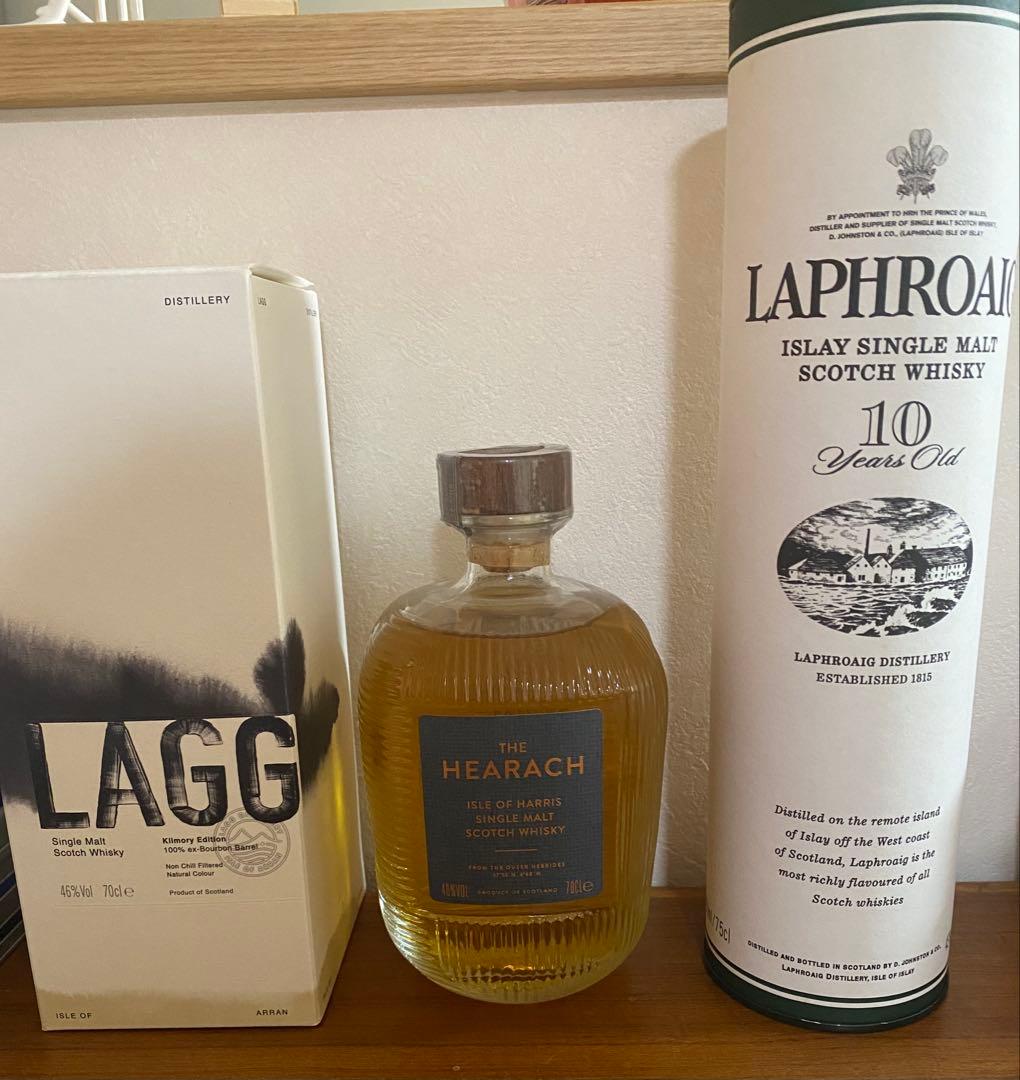 DISTILLERY
LAGG
LAGG
Single Malt
Scotch Whisky
Kilmory Edition
100% ex-Bourbon Barrel
Non Chill Filtered
Natural Colour
46%Vol 70cl e
Product of Scotland
ISLE OF
ARRAN
THE
HEARACH
ISLE OF HARRIS
SINGLE MALT
SCOTCH WHISKY
FROM THE OUTER HEBRIDES
46%VOL PRODUCT OF SCOTLAND 70cl e
BY APPOINTMENT TO HRH THE PRINCE OF WALES,
DISTILLER AND SUPPLIER OF SINGLE MALT SCOTCH WHISKY,
D. JOHNSTON & CO., (LAPHROAIG) ISLE OF ISLAY
LAPHROAIG
ISLAY SINGLE MALT
SCOTCH WHISKY
10
Years Old
LAPHROAIG DISTILLERY
ESTABLISHED 1815
Distilled on the remote island
of Islay off the West coast
of Scotland, Laphroaig is the
most richly flavoured of all
Scotch whiskies
75cl
DISTILLED AND BOTTLED IN SCOTLAND BY D. JOHNSTON & CO.
LAPHROAIG DISTILLERY, ISLE OF ISLAY